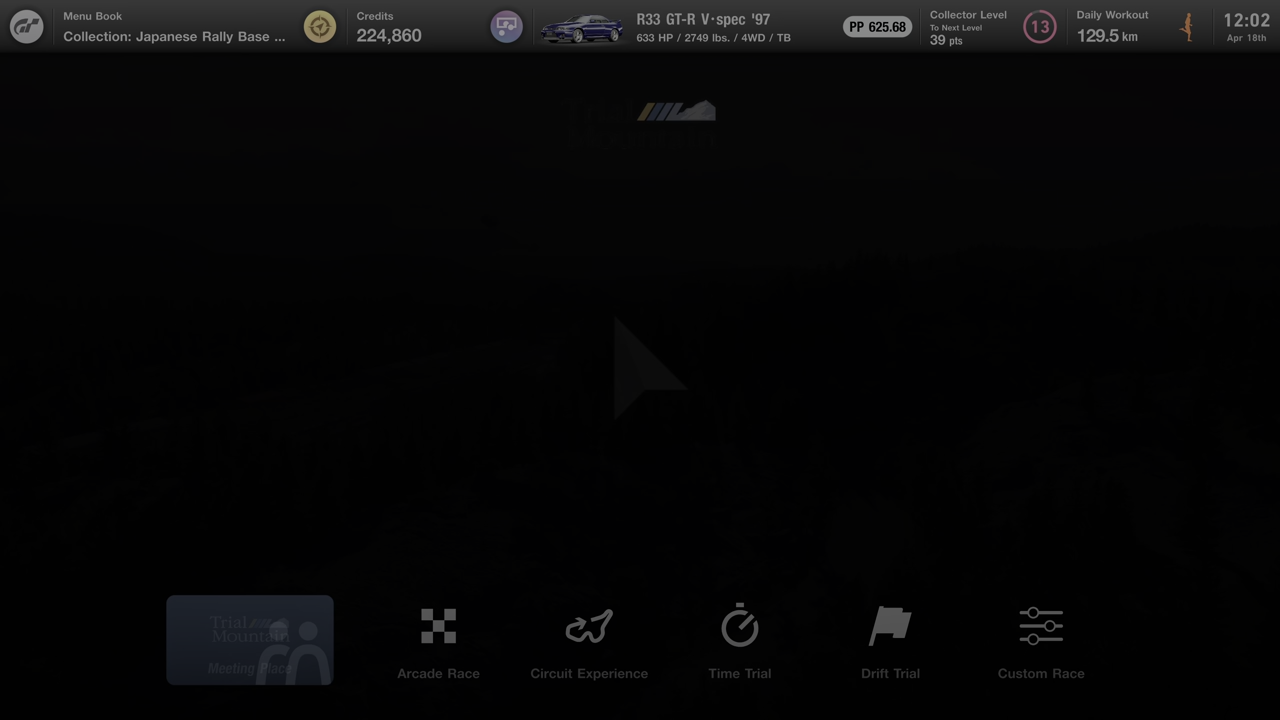 Menu Book
Collection: Japanese Rally Base ...
Credits
224,860
R33 GT-R V·spec '97
633 HP / 2749 lbs. / 4WD / TB
PP 625.68
Collector Level
To Next Level
39 pts
13
Daily Workout
129.5 km
12:02
Apr 18th
Trial
Mountain
Trial
Mountain
Meeting Place
Arcade Race
Circuit Experience
Time Trial
Drift Trial
Custom Race